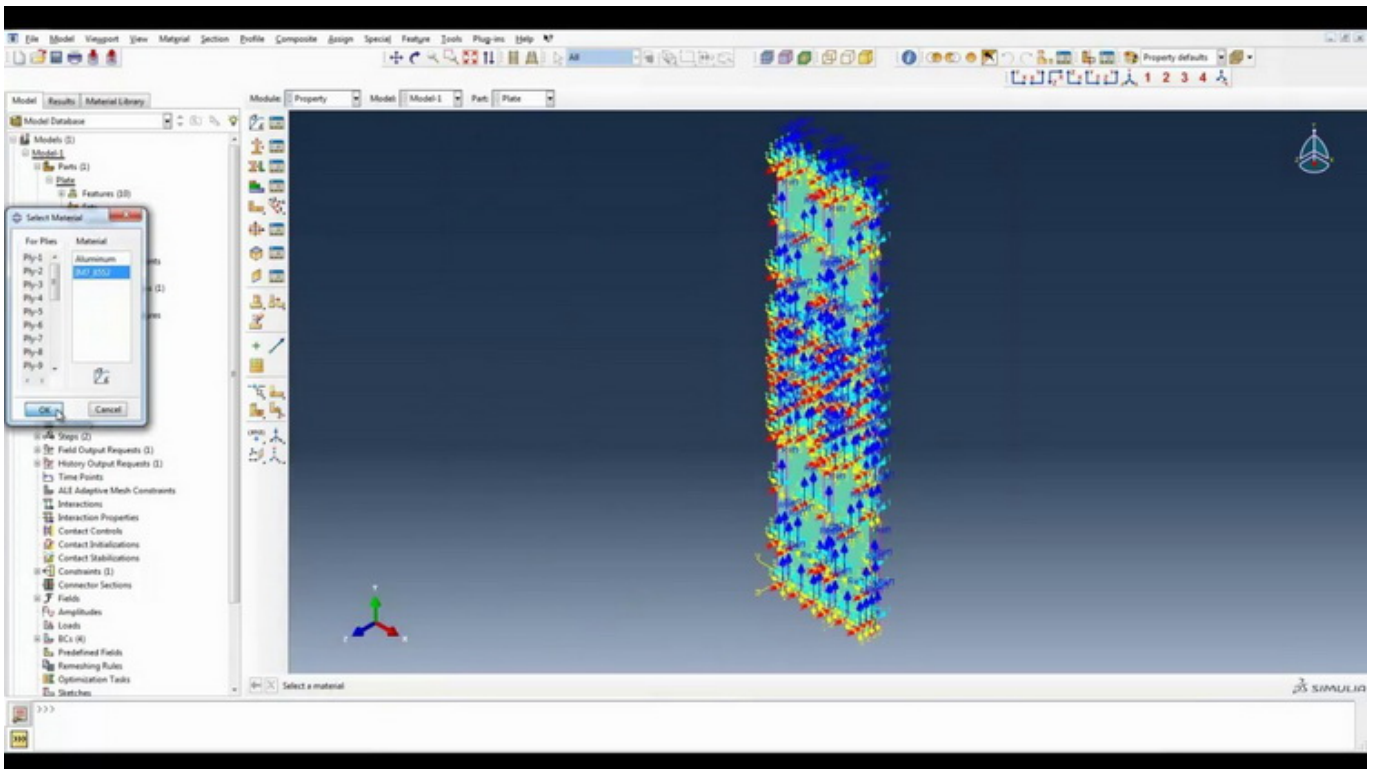 File Model Viewport View Material Section Profile Composite Assign Special Feature Tools Plug-ins Help
All
Property defaults
1 2 3 4
Model Results Material Library
Module: Property Model: Model-1 Part: Plate
Model Database
Models (1)
Model-1
Parts (1)
Plate
Features (10)
Select Material
For Plies Material
Ply-1 Aluminum
Ply-2 IM7_8552
Ply-3
Ply-4
Ply-5
Ply-6
Ply-7
Ply-8
Ply-9
OK Cancel
Steps (2)
Field Output Requests (1)
History Output Requests (1)
Time Points
ALE Adaptive Mesh Constraints
Interactions
Interaction Properties
Contact Controls
Contact Initializations
Contact Stabilizations
Constraints (1)
Connector Sections
Fields
Amplitudes
Loads
BCs (4)
Predefined Fields
Remeshing Rules
Optimization Tasks
Sketches
Select a material
SIMULIA
>>>